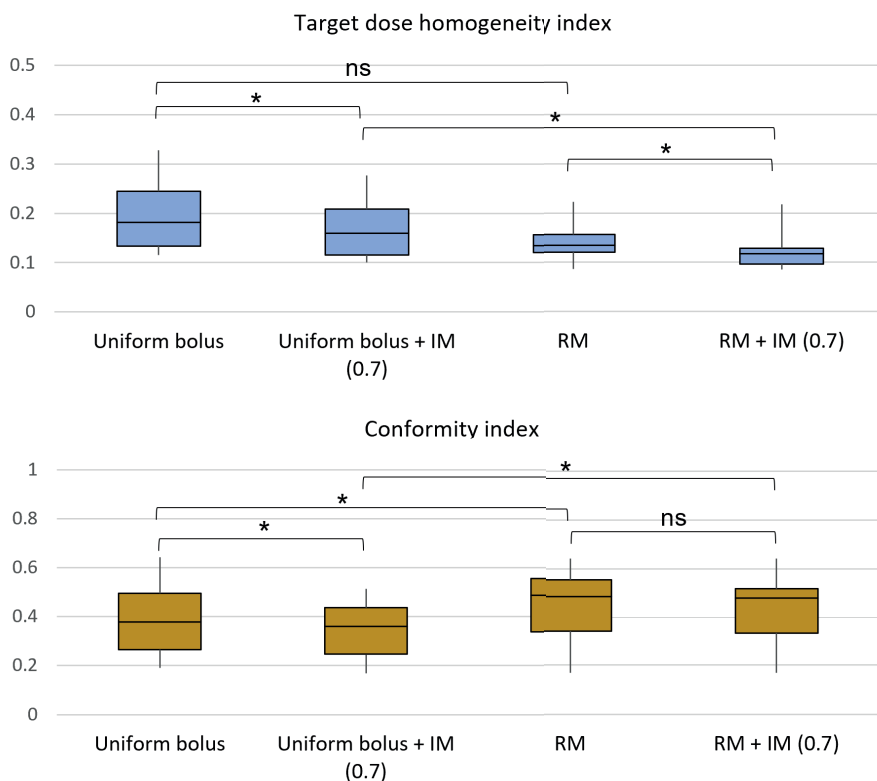 Target dose homogeneity index
0.5
ns
0.4
*
*
0.3
*
0.2
0.1
0
Uniform bolus
Uniform bolus + IM
(0.7)
RM
RM + IM (0.7)
Conformity index
1
*
0.8
*
*
ns
0.6
0.4
0.2
0
Uniform bolus
Uniform bolus + IM
(0.7)
RM
RM + IM (0.7)